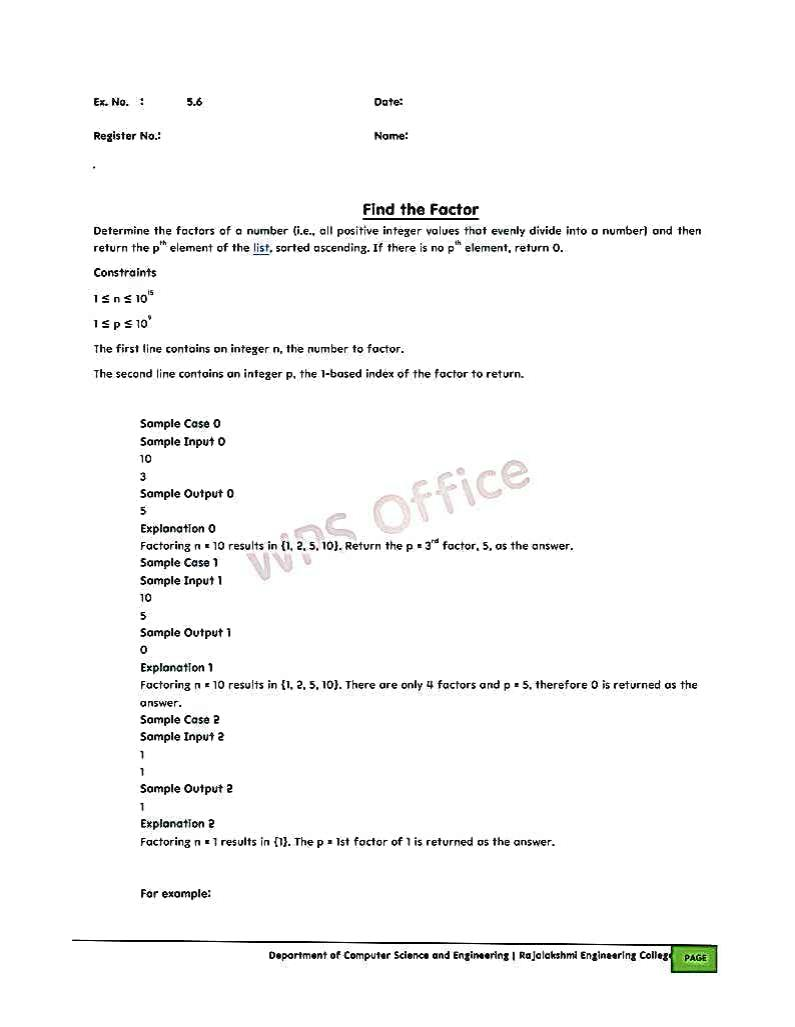 Ex. No. : 5.6 Date:
Register No.: Name:
.
Find the Factor
Determine the factors of a number (i.e., all positive integer values that evenly divide into a number) and then
return the pth element of the list, sorted ascending. If there is no pth element, return 0.
Constraints
1 ≤ n ≤ 10^15
1 ≤ p ≤ 10^9
The first line contains an integer n, the number to factor.
The second line contains an integer p, the 1-based index of the factor to return.
Sample Case 0
Sample Input 0
10
3
Sample Output 0
5
Explanation 0
Factoring n = 10 results in {1, 2, 5, 10}. Return the p = 3rd factor, 5, as the answer.
Sample Case 1
Sample Input 1
10
5
Sample Output 1
0
Explanation 1
Factoring n = 10 results in {1, 2, 5, 10}. There are only 4 factors and p = 5, therefore 0 is returned as the
answer.
Sample Case 2
Sample Input 2
1
1
Sample Output 2
1
Explanation 2
Factoring n = 1 results in {1}. The p = 1st factor of 1 is returned as the answer.
For example:
WPS Office
Department of Computer Science and Engineering | Rajalakshmi Engineering College PAGE